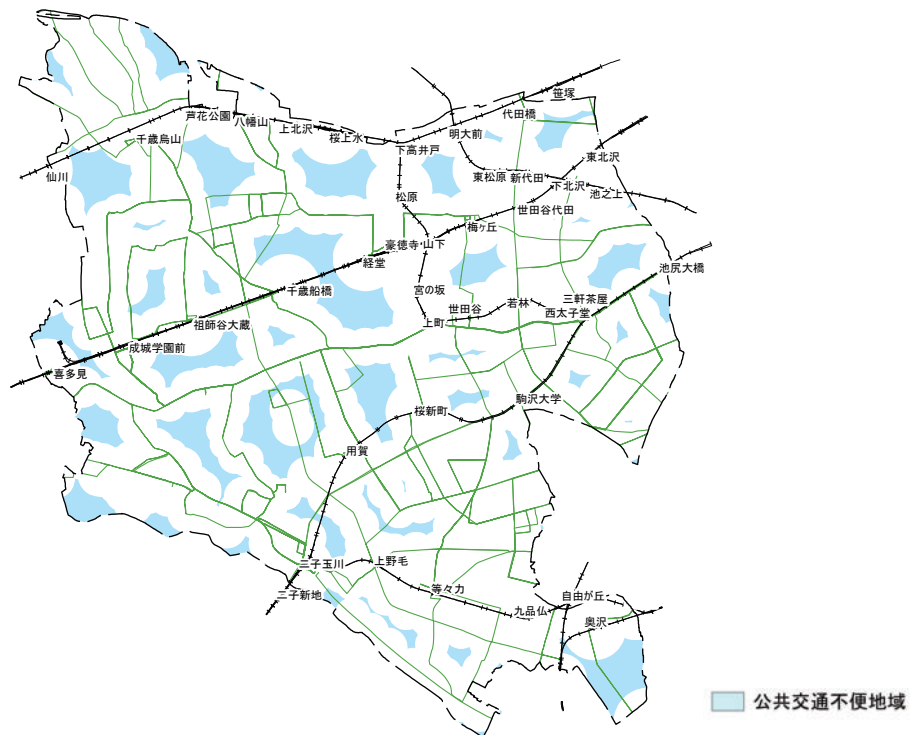 笹塚
代田橋
芦花公園
八幡山
上北沢
桜上水
明大前
千歳烏山
下高井戸
東北沢
仙川
東松原
新代田
下北沢
池之上
松原
世田谷代田
梅ヶ丘
豪徳寺
山下
経堂
池尻大橋
千歳船橋
宮の坂
世田谷
若林
三軒茶屋
西太子堂
上町
祖師谷大蔵
成城学園前
喜多見
駒沢大学
桜新町
用賀
二子玉川
上野毛
二子新地
等々力
自由が丘
九品仏
奥沢
公共交通不便地域